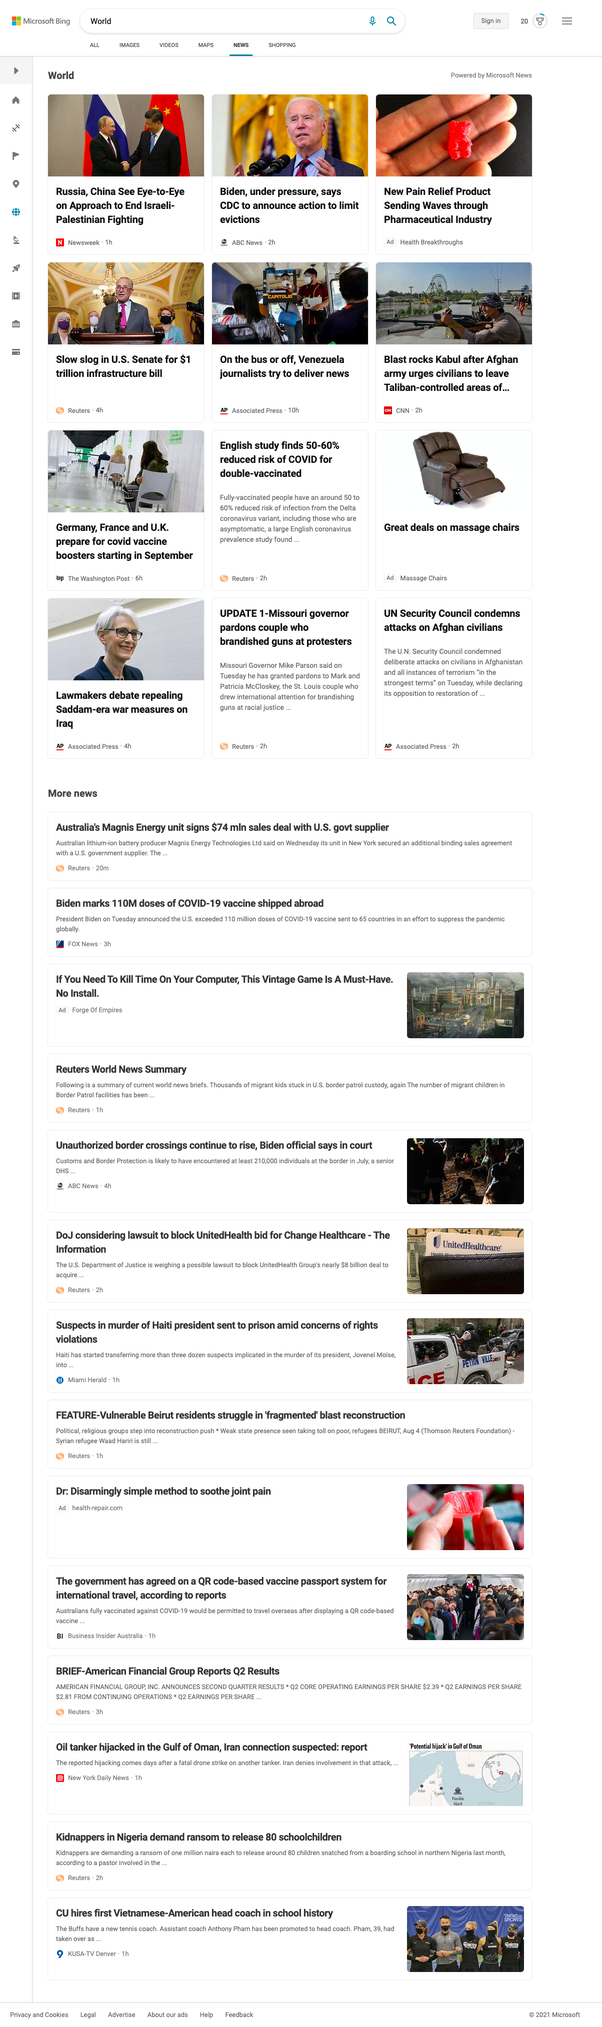 Microsoft Bing
World
Sign in
20
ALL IMAGES VIDEOS MAPS NEWS SHOPPING
World
Powered by Microsoft News
Russia, China See Eye-to-Eye
on Approach to End Israeli-
Palestinian Fighting
Newsweek · 1h
Biden, under pressure, says
CDC to announce action to limit
evictions
ABC News · 2h
New Pain Relief Product
Sending Waves through
Pharmaceutical Industry
Ad Health Breakthroughs
Slow slog in U.S. Senate for $1
trillion infrastructure bill
Reuters · 4h
CAPITOLIO
On the bus or off, Venezuela
journalists try to deliver news
AP Associated Press · 10h
Blast rocks Kabul after Afghan
army urges civilians to leave
Taliban-controlled areas of...
CNN · 2h
Germany, France and U.K.
prepare for covid vaccine
boosters starting in September
wp The Washington Post · 6h
English study finds 50-60%
reduced risk of COVID for
double-vaccinated
Fully-vaccinated people have an around 50 to
60% reduced risk of infection from the Delta
coronavirus variant, including those who are
asymptomatic, a large English coronavirus
prevalence study found ...
Reuters · 2h
Great deals on massage chairs
Ad Massage Chairs
Lawmakers debate repealing
Saddam-era war measures on
Iraq
AP Associated Press · 4h
UPDATE 1-Missouri governor
pardons couple who
brandished guns at protesters
Missouri Governor Mike Parson said on
Tuesday he has granted pardons to Mark and
Patricia McCloskey, the St. Louis couple who
drew international attention for brandishing
guns at racial justice ...
Reuters · 2h
UN Security Council condemns
attacks on Afghan civilians
The U.N. Security Council condemned
deliberate attacks on civilians in Afghanistan
and all instances of terrorism "in the
strongest terms" on Tuesday, while declaring
its opposition to restoration of ...
AP Associated Press · 2h
More news
Australia's Magnis Energy unit signs $74 mln sales deal with U.S. govt supplier
Australian lithium-ion battery producer Magnis Energy Technologies Ltd said on Wednesday its unit in New York secured an additional binding sales agreement
with a U.S. government supplier. The ...
Reuters · 20m
Biden marks 110M doses of COVID-19 vaccine shipped abroad
President Biden on Tuesday announced the U.S. exceeded 110 million doses of COVID-19 vaccine sent to 65 countries in an effort to suppress the pandemic
globally.
FOX News · 3h
If You Need To Kill Time On Your Computer, This Vintage Game Is A Must-Have.
No Install.
Ad Forge Of Empires
Reuters World News Summary
Following is a summary of current world news briefs. Thousands of migrant kids stuck in U.S. border patrol custody, again The number of migrant children in
Border Patrol facilities has been ...
Reuters · 1h
Unauthorized border crossings continue to rise, Biden official says in court
Customs and Border Protection is likely to have encountered at least 210,000 individuals at the border in July, a senior
DHS ...
ABC News · 4h
DoJ considering lawsuit to block UnitedHealth bid for Change Healthcare - The
Information
The U.S. Department of Justice is weighing a possible lawsuit to block UnitedHealth Group's nearly $8 billion deal to
acquire ...
Reuters · 2h
UnitedHealthcare
Suspects in murder of Haiti president sent to prison amid concerns of rights
violations
Haiti has started transferring more than three dozen suspects implicated in the murder of its president, Jovenel Moïse,
into ...
Miami Herald · 1h
PETION VILLE
ICE
FEATURE-Vulnerable Beirut residents struggle in 'fragmented' blast reconstruction
Political, religious groups step into reconstruction push * Weak state presence seen taking toll on poor, refugees BEIRUT, Aug 4 (Thomson Reuters Foundation) -
Syrian refugee Waad Hariri is still ...
Reuters · 1h
Dr: Disarmingly simple method to soothe joint pain
Ad health-repair.com
The government has agreed on a QR code-based vaccine passport system for
international travel, according to reports
Australians fully vaccinated against COVID-19 would be permitted to travel overseas after displaying a QR code-based
vaccine ...
BI Business Insider Australia · 1h
BRIEF-American Financial Group Reports Q2 Results
AMERICAN FINANCIAL GROUP, INC. ANNOUNCES SECOND QUARTER RESULTS * Q2 CORE OPERATING EARNINGS PER SHARE $2.39 * Q2 EARNINGS PER SHARE
$2.81 FROM CONTINUING OPERATIONS * Q2 EARNINGS PER SHARE ...
Reuters · 3h
Oil tanker hijacked in the Gulf of Oman, Iran connection suspected: report
The reported hijacking comes days after a fatal drone strike on another tanker. Iran denies involvement in that attack, ...
New York Daily News · 1h
'Potential hijack' in Gulf of Oman
Kidnappers in Nigeria demand ransom to release 80 schoolchildren
Kidnappers are demanding a ransom of one million naira each to release around 80 children snatched from a boarding school in northern Nigeria last month,
according to a pastor involved in the ...
Reuters · 2h
CU hires first Vietnamese-American head coach in school history
The Buffs have a new tennis coach. Assistant coach Anthony Pham has been promoted to head coach. Pham, 39, had
taken over as ...
9 KUSA-TV Denver · 1h
SPORTS
Privacy and Cookies Legal Advertise About our ads Help Feedback
© 2021 Microsoft